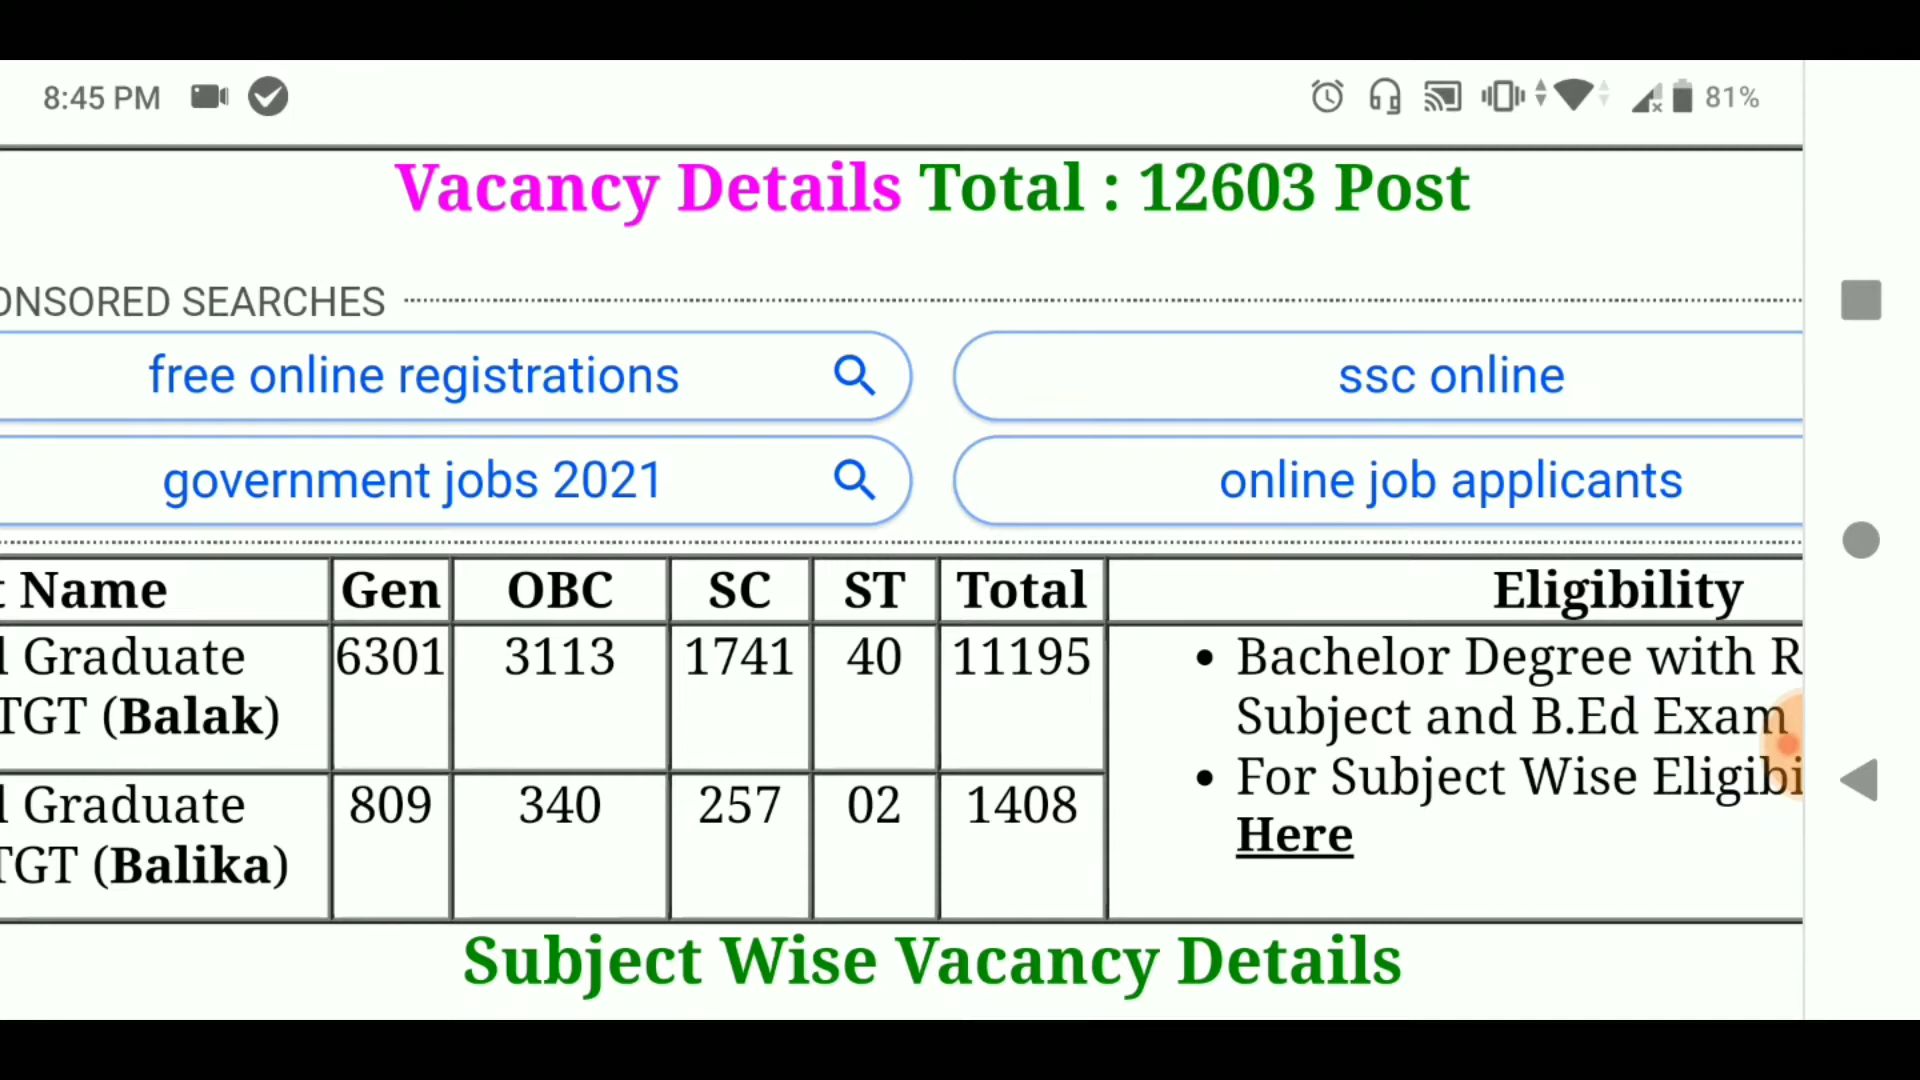 8:45 PM
81%
Vacancy Details Total : 12603 Post
ONSORED SEARCHES
free online registrations
ssc online
government jobs 2021
online job applicants
t Name Gen OBC SC ST Total Eligibility
l Graduate 6301 3113 1741 40 11195 • Bachelor Degree with R
TGT (Balak) Subject and B.Ed Exam
• For Subject Wise Eligibi
l Graduate 809 340 257 02 1408 Here
TGT (Balika)
Subject Wise Vacancy Details